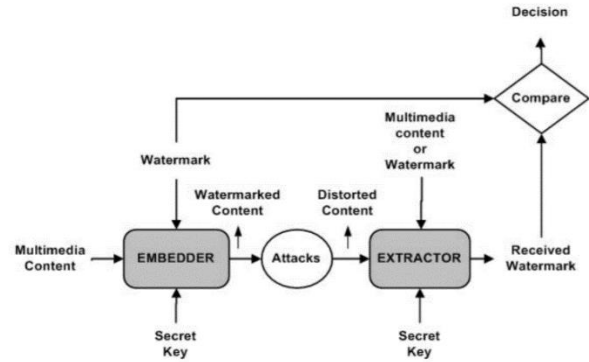 Decision
Compare
Multimedia
content
or
Watermark
Watermark
Watermarked
Content
Distorted
Content
Multimedia
Content
EMBEDDER
Attacks
EXTRACTOR
Received
Watermark
Secret
Key
Secret
Key